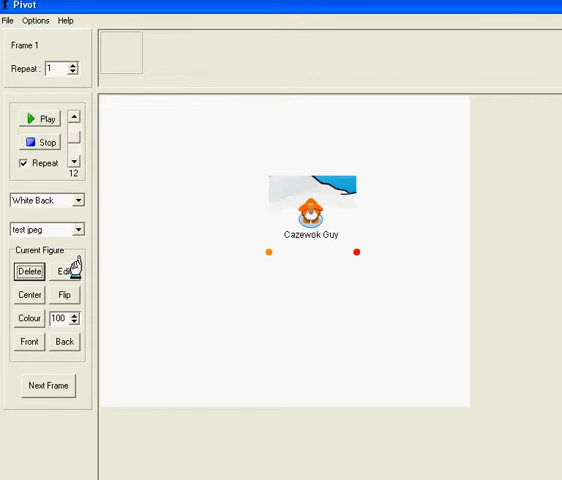 Pivot
File Options Help
Frame 1
Repeat : 1
Play
Stop
Repeat
12
White Back
test jpeg
Current Figure
Delete Edit
Center Flip
Colour 100
Front Back
Next Frame
Cazewok Guy